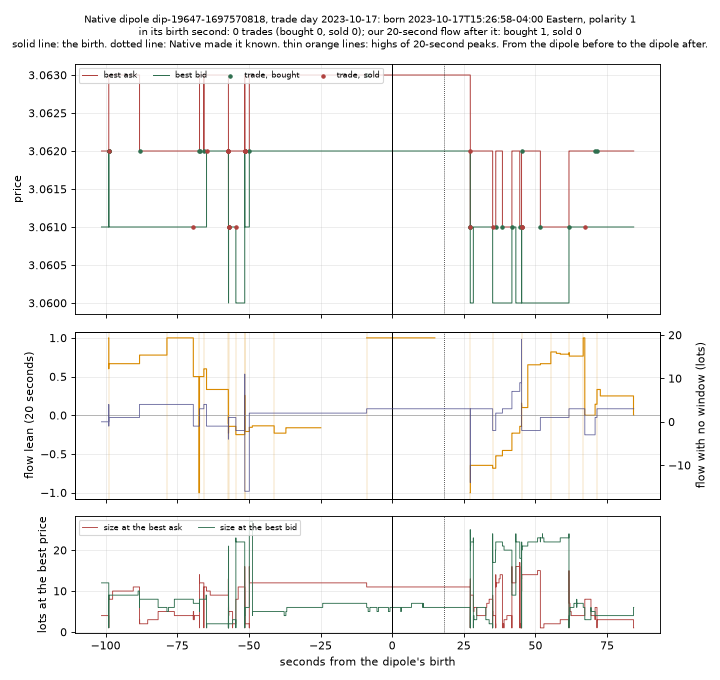 Native dipole dip-19647-1697570818, trade day 2023-10-17: born 2023-10-17T15:26:58-04:00 Eastern, polarity 1
in its birth second: 0 trades (bought 0, sold 0); our 20-second flow after it: bought 1, sold 0
solid line: the birth. dotted line: Native made it known. thin orange lines: highs of 20-second peaks. From the dipole before to the dipole after.
best ask
best bid
trade, bought
trade, sold
3.0630
3.0625
3.0620
3.0615
3.0610
3.0605
3.0600
price
1.0
0.5
0.0
−0.5
−1.0
flow lean (20 seconds)
20
10
0
−10
flow with no window (lots)
size at the best ask
size at the best bid
20
10
0
lots at the best price
−100
−75
−50
−25
0
25
50
75
seconds from the dipole's birth